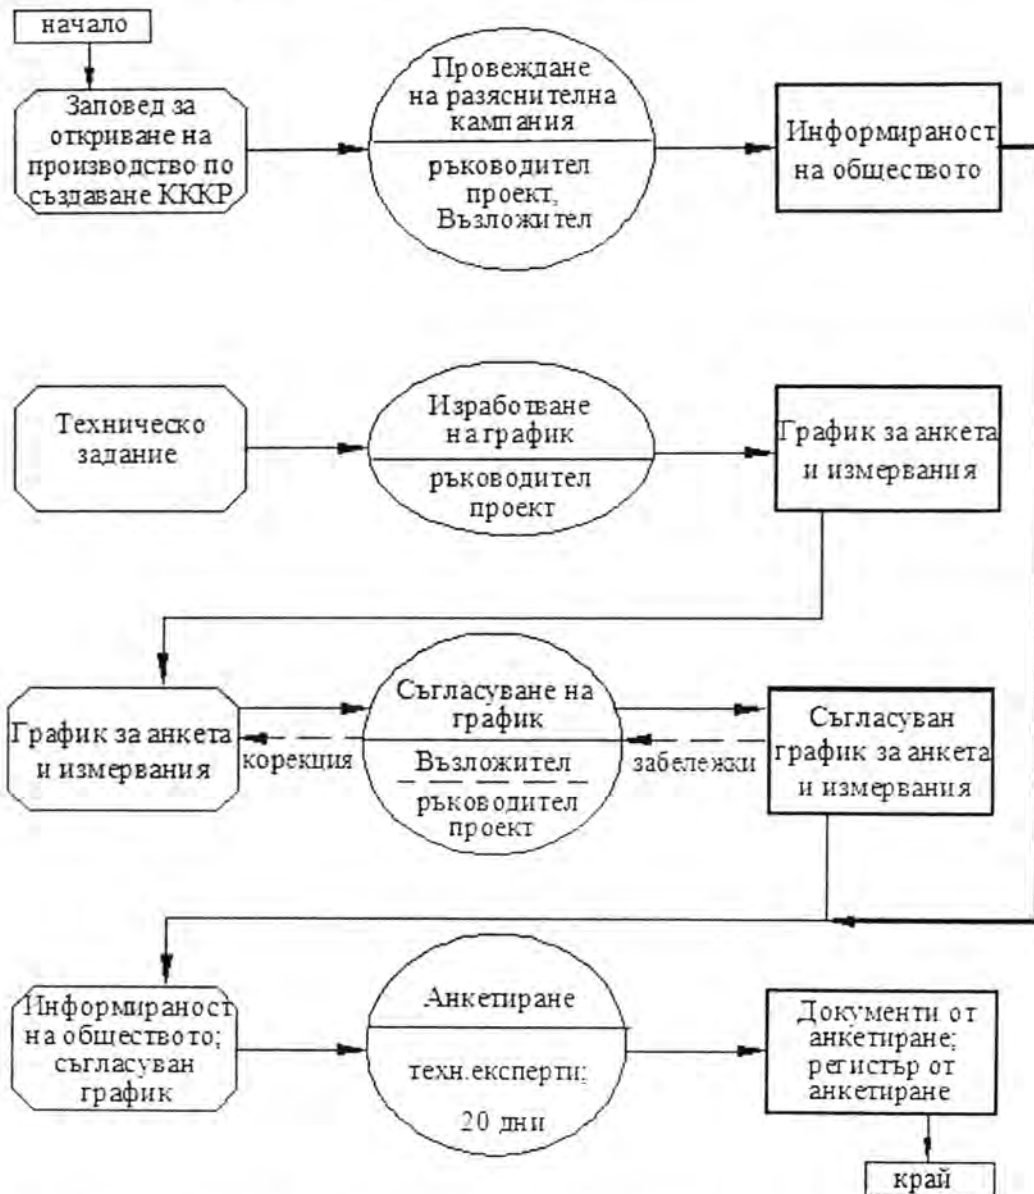 начало
Заповед за
откриване на
производство по
създаване КККР
Провеждане
на разяснителна
кампания
ръководител
проект,
Възложител
Информираност
на обществото
Техническо
задание
Изработване
на график
ръководител
проект
График за анкета
и измервания
График за анкета
и измервания
корекция
Съгласуване на
график
Възложител
ръководител
проект
забележки
Съгласуван
график за анкета
и измервания
Информираност
на обществото;
съгласуван
график
Анкетиране
техн.експерти;
20 дни
Документи от
анкетиране;
регистър от
анкетиране
край